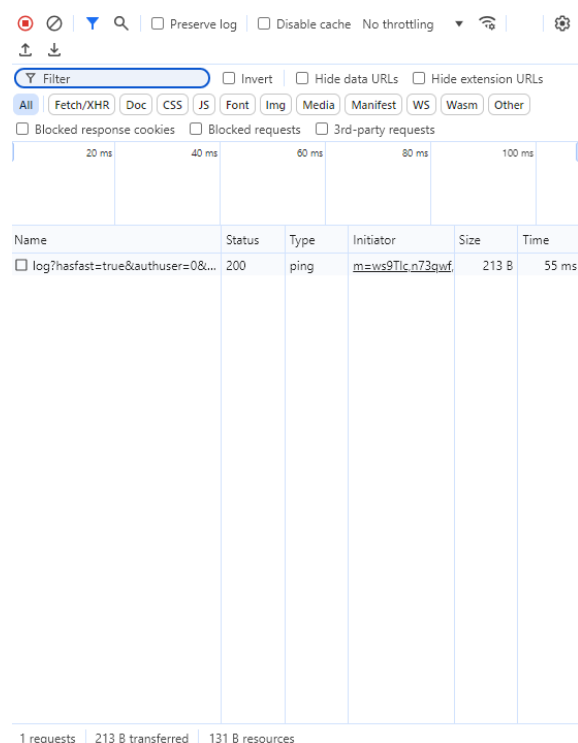 Preserve log Disable cache No throttling
Filter Invert Hide data URLs Hide extension URLs
All Fetch/XHR Doc CSS JS Font Img Media Manifest WS Wasm Other
Blocked response cookies Blocked requests 3rd-party requests
20 ms 40 ms 60 ms 80 ms 100 ms
Name Status Type Initiator Size Time
log?hasfast=true&authuser=0&... 200 ping m=ws9Tlc,n73qwf, 213 B 55 ms
1 requests 213 B transferred 131 B resources